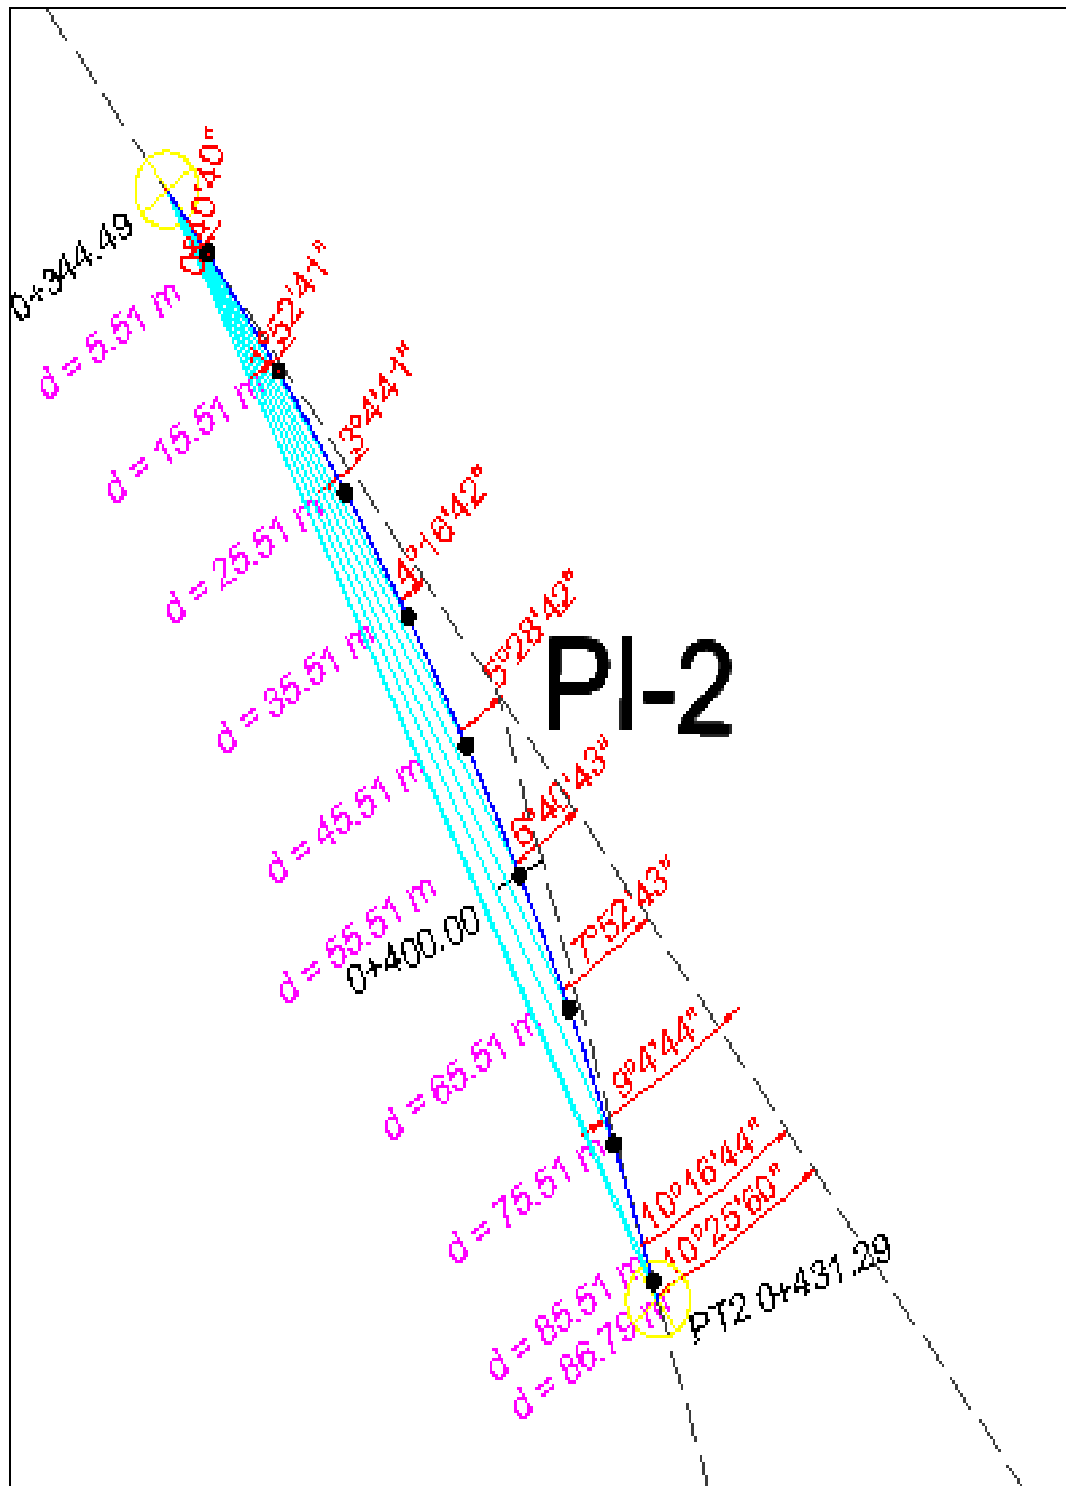 0°40'40"
0+344.49
d = 5.51 m
1°52'41"
d = 15.51 m
3°4'41"
d = 25.51 m
4°16'42"
d = 35.51 m
5°28'42"
PI-2
d = 45.51 m
6°40'43"
d = 55.51 m
0+400.00
7°52'43"
d = 65.51 m
9°4'44"
d = 75.51 m
10°16'44"
10°25'60"
d = 85.51 m
d = 86.79 m
PT2 0+431.29